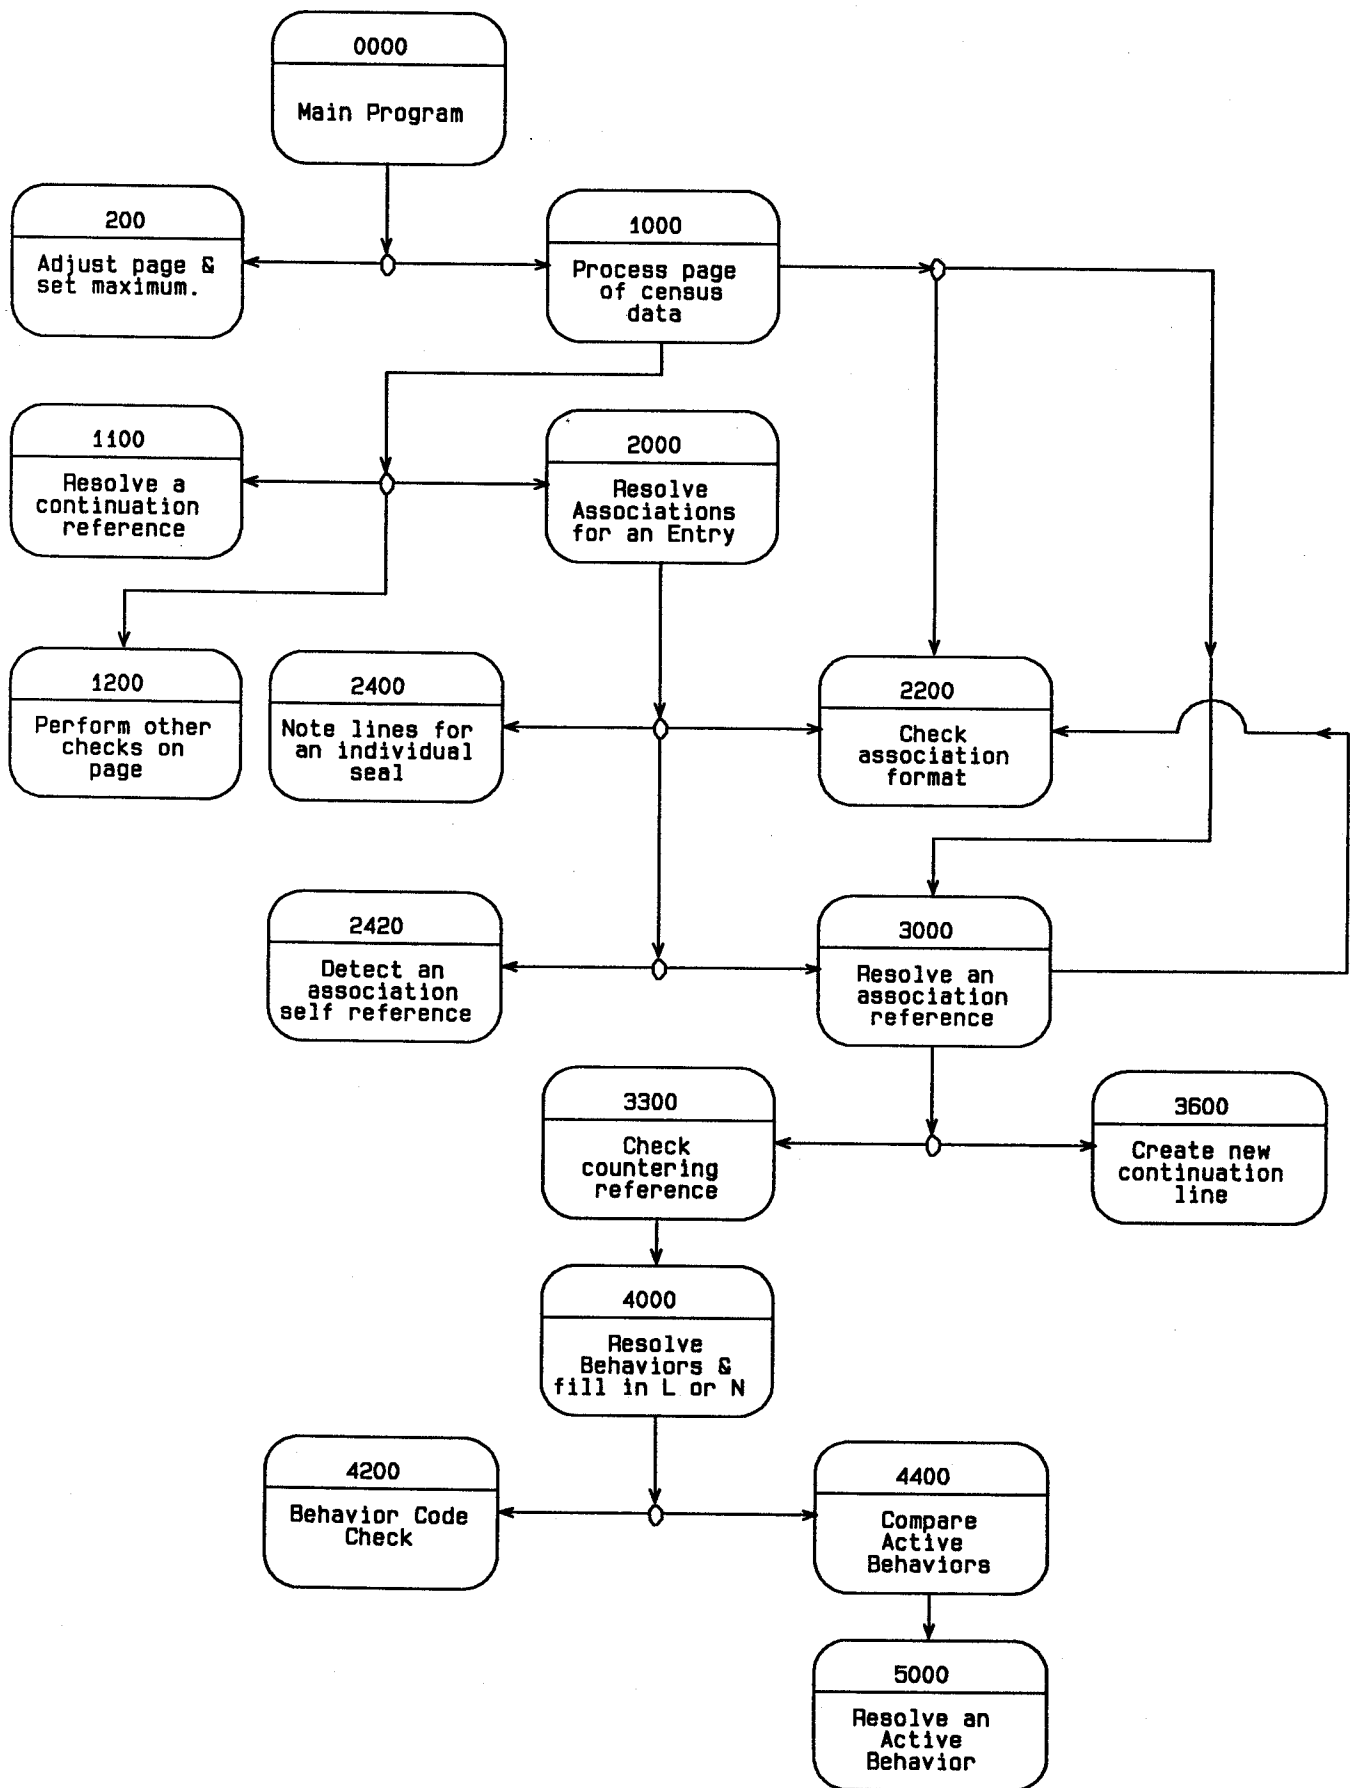 0000
Main Program
200
Adjust page &
set maximum.
1000
Process page
of census
data
1100
Resolve a
continuation
reference
2000
Resolve
Associations
for an Entry
1200
Perform other
checks on
page
2400
Note lines for
an individual
seal
2200
Check
association
format
2420
Detect an
association
self reference
3000
Resolve an
association
reference
3300
Check
countering
reference
3600
Create new
continuation
line
4000
Resolve
Behaviors &
fill in L or N
4200
Behavior Code
Check
4400
Compare
Active
Behaviors
5000
Resolve an
Active
Behavior